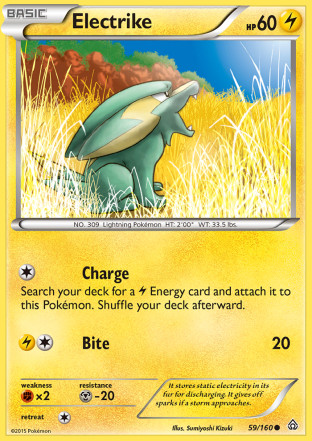 BASIC
Electrike
HP60
NO. 309 Lightning Pokémon HT: 2'00" WT: 33.5 lbs.
Charge
Search your deck for a Energy card and attach it to
this Pokémon. Shuffle your deck afterward.
Bite 20
weakness
×2
resistance
-20
retreat
It stores static electricity in its
fur for discharging. It gives off
sparks if a storm approaches.
©2015 Pokémon
Illus. Sumiyoshi Kizuki
59/160